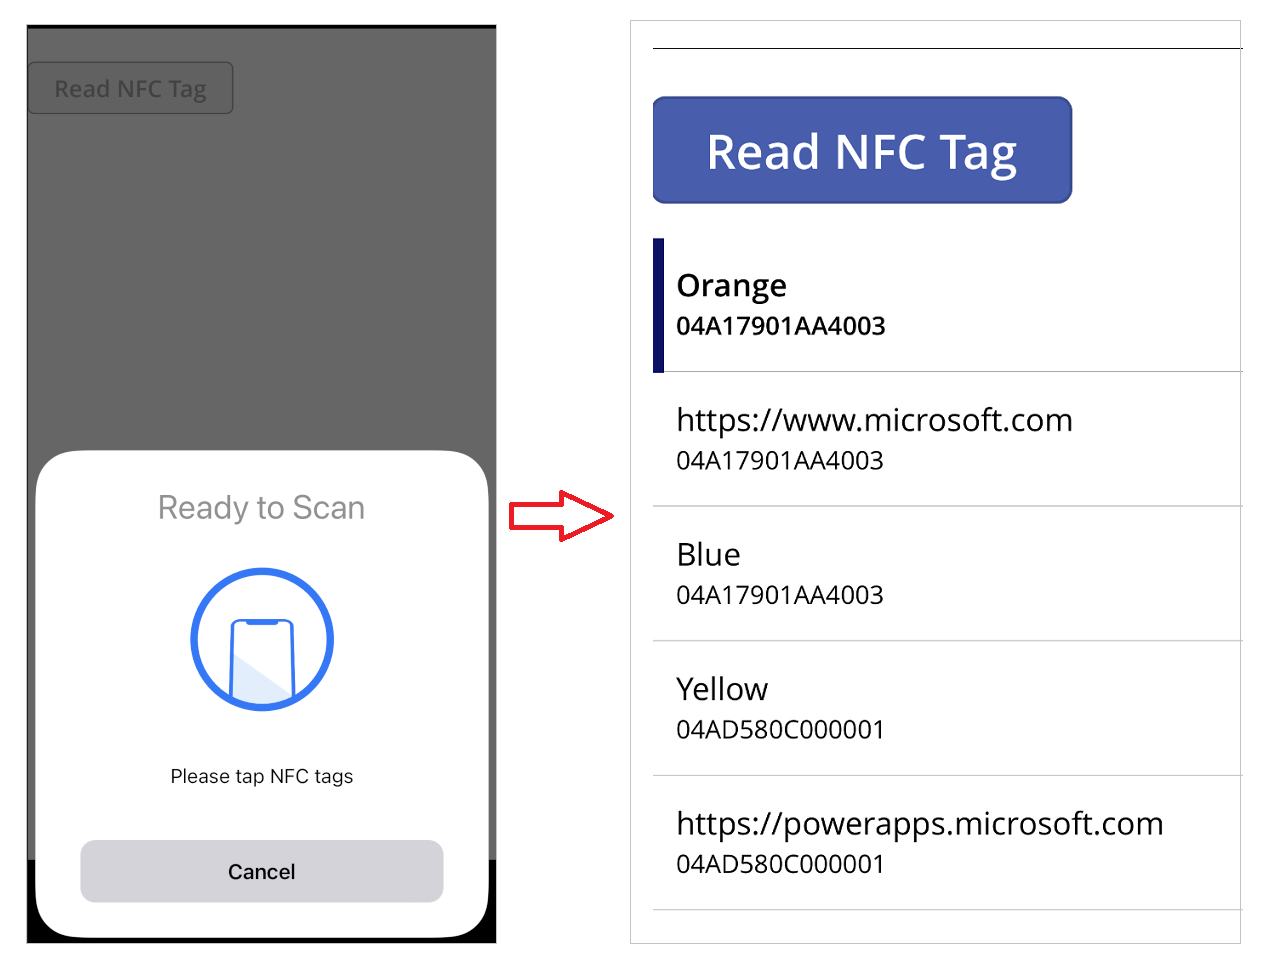 Read NFC Tag
Ready to Scan
Please tap NFC tags
Cancel
Read NFC Tag
Orange
04A17901AA4003
https://www.microsoft.com
04A17901AA4003
Blue
04A17901AA4003
Yellow
04AD580C000001
https://powerapps.microsoft.com
04AD580C000001